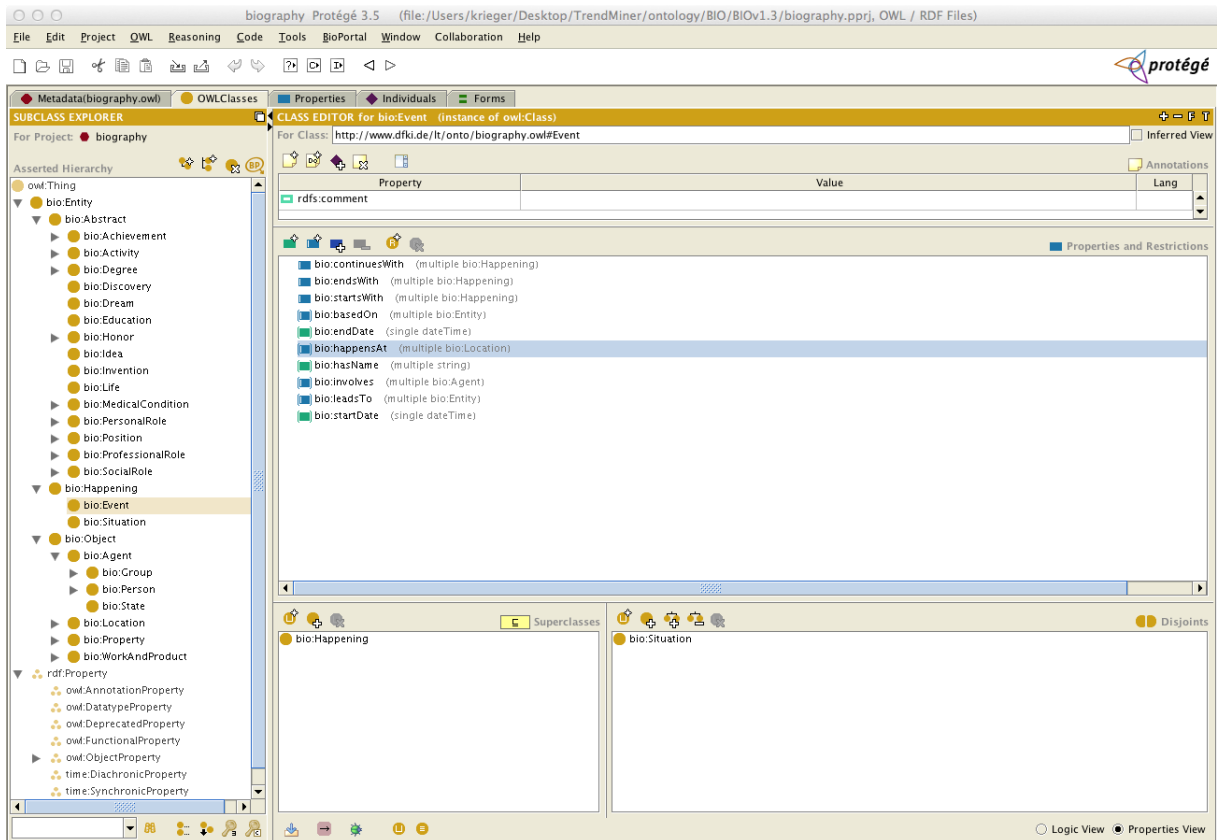 biography Protégé 3.5 (file:/Users/krieger/Desktop/TrendMiner/ontology/BIO/BIOv1.3/biography.pprj, OWL / RDF Files)
File Edit Project OWL Reasoning Code Tools BioPortal Window Collaboration Help
protégé
Metadata(biography.owl) OWLClasses Properties Individuals Forms
SUBCLASS EXPLORER
For Project: biography
Asserted Hierarchy
BP
owl:Thing
bio:Entity
bio:Abstract
bio:Achievement
bio:Activity
bio:Degree
bio:Discovery
bio:Dream
bio:Education
bio:Honor
bio:Idea
bio:Invention
bio:Life
bio:MedicalCondition
bio:PersonalRole
bio:Position
bio:ProfessionalRole
bio:SocialRole
bio:Happening
bio:Event
bio:Situation
bio:Object
bio:Agent
bio:Group
bio:Person
bio:State
bio:Location
bio:Property
bio:WorkAndProduct
rdf:Property
owl:AnnotationProperty
owl:DatatypeProperty
owl:DeprecatedProperty
owl:FunctionalProperty
owl:ObjectProperty
time:DiachronicProperty
time:SynchronicProperty
CLASS EDITOR for bio:Event (instance of owl:Class)
For Class: http://www.dfki.de/lt/onto/biography.owl#Event
Inferred View
Annotations
Property Value Lang
rdfs:comment
Properties and Restrictions
bio:continuesWith (multiple bio:Happening)
bio:endsWith (multiple bio:Happening)
bio:startsWith (multiple bio:Happening)
bio:basedOn (multiple bio:Entity)
bio:endDate (single dateTime)
bio:happensAt (multiple bio:Location)
bio:hasName (multiple string)
bio:involves (multiple bio:Agent)
bio:leadsTo (multiple bio:Entity)
bio:startDate (single dateTime)
Superclasses
bio:Happening
Disjoints
bio:Situation
Logic View Properties View